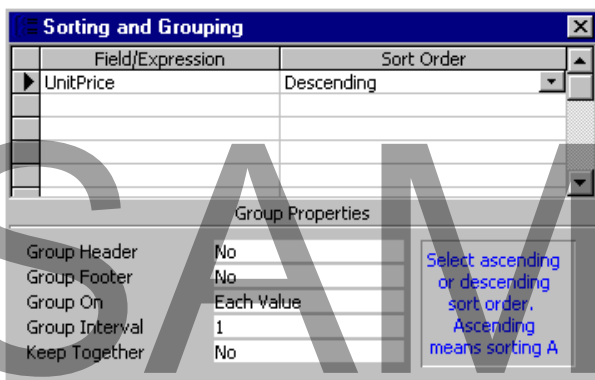 Sorting and Grouping
Field/Expression Sort Order
UnitPrice Descending
Group Properties
Group Header No
Group Footer No
Group On Each Value
Group Interval 1
Keep Together No
Select ascending
or descending
sort order.
Ascending
means sorting A
SAM